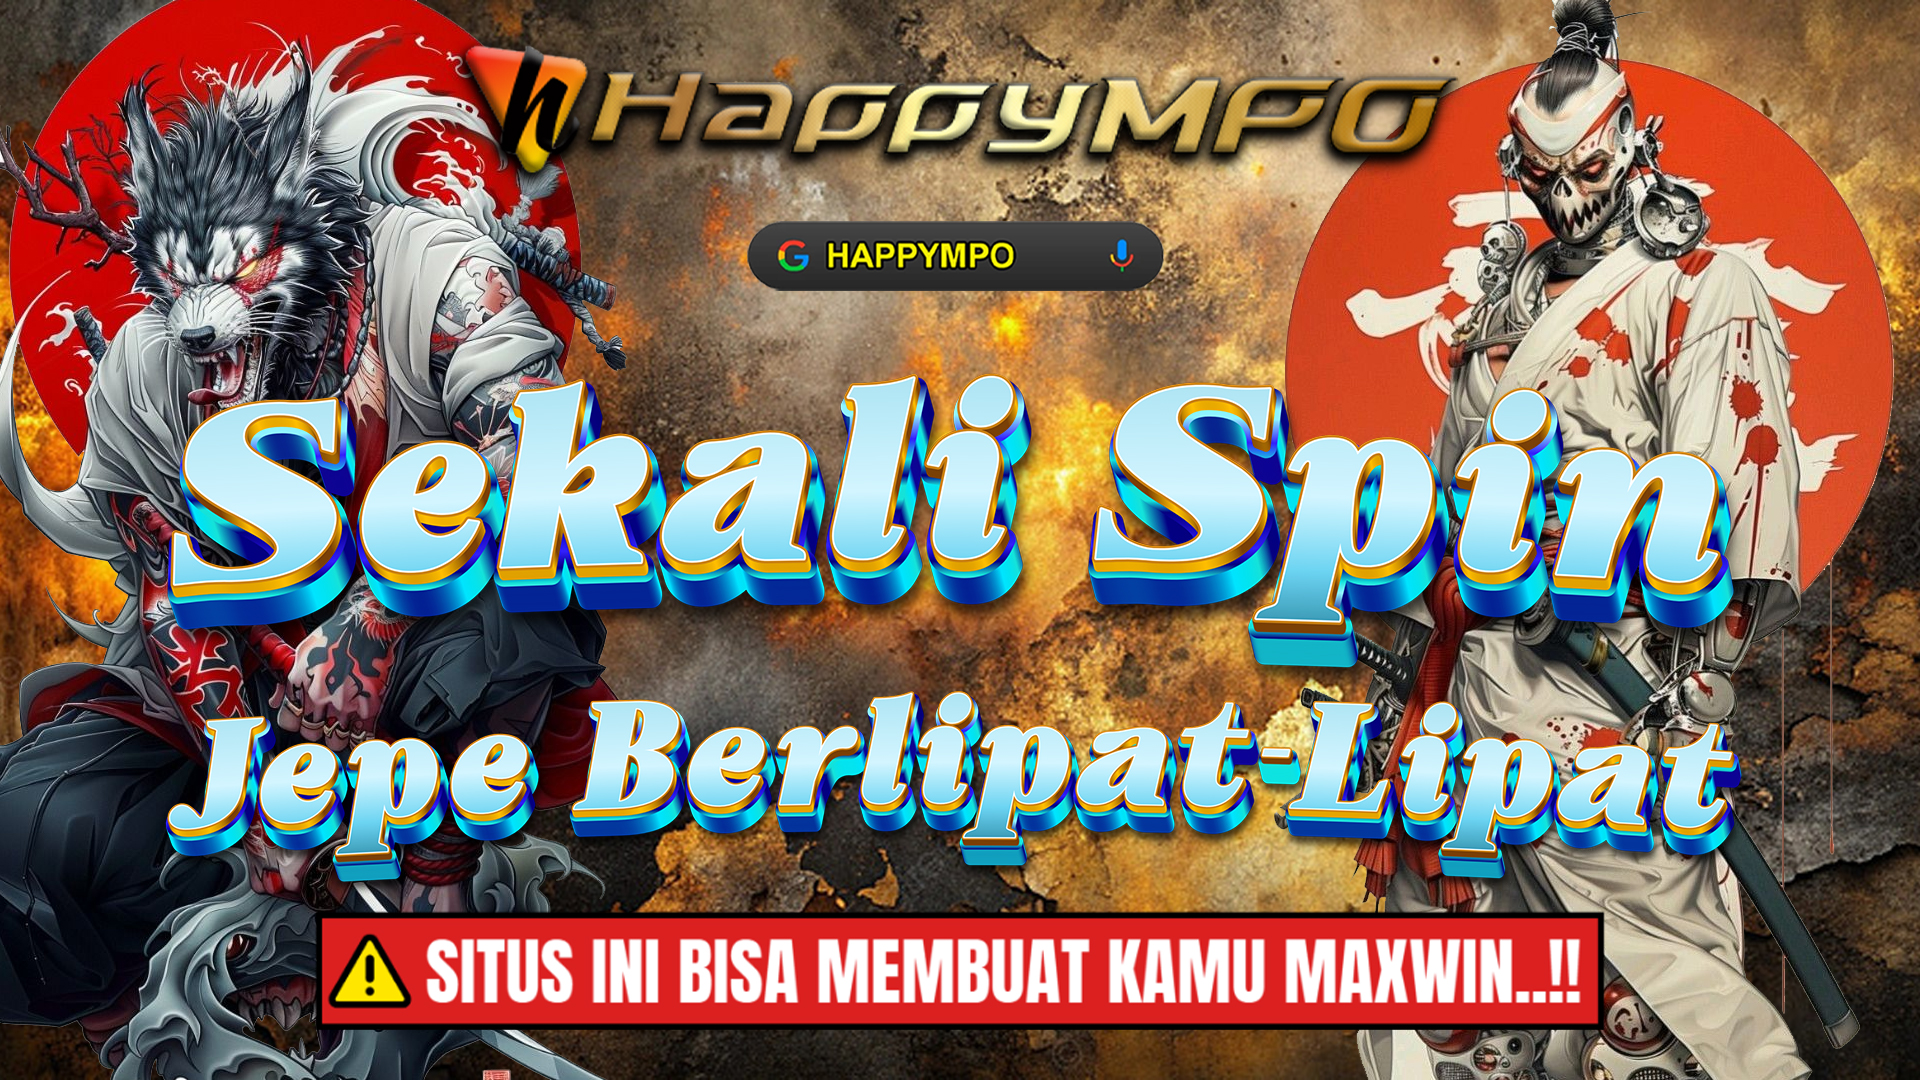 HAPPYMPO
HAPPYMPO
Sekali Spin
Jepe Berlipat-Lipat
SITUS INI BISA MEMBUAT KAMU MAXWIN..!!